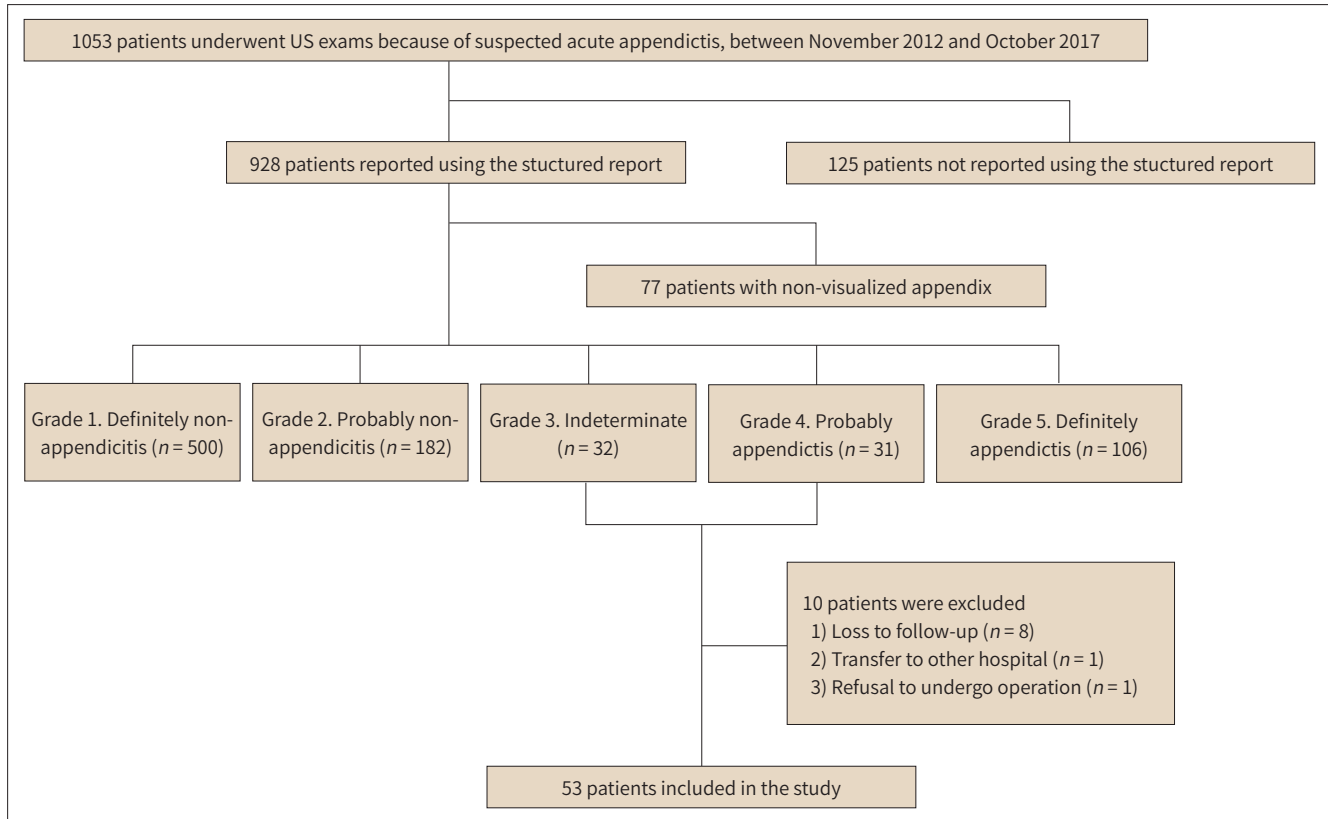 1053 patients underwent US exams because of suspected acute appendictis, between November 2012 and October 2017
928 patients reported using the stuctured report
125 patients not reported using the stuctured report
77 patients with non-visualized appendix
Grade 1. Definitely non-
appendicitis (n = 500)
Grade 2. Probably non-
appendicitis (n = 182)
Grade 3. Indeterminate
(n = 32)
Grade 4. Probably
appendictis (n = 31)
Grade 5. Definitely
appendictis (n = 106)
10 patients were excluded
1) Loss to follow-up (n = 8)
2) Transfer to other hospital (n = 1)
3) Refusal to undergo operation (n = 1)
53 patients included in the study